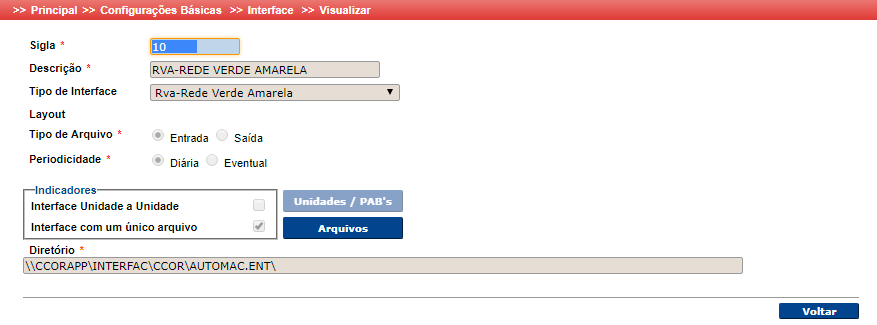 >> Principal >> Configurações Básicas >> Interface >> Visualizar
Sigla *
10
Descrição *
RVA-REDE VERDE AMARELA
Tipo de Interface
Rva-Rede Verde Amarela
Layout
Tipo de Arquivo *
Entrada
Saída
Periodicidade *
Diária
Eventual
Indicadores
Interface Unidade a Unidade
Unidades / PAB's
Interface com um único arquivo
Arquivos
Diretório *
\\CCORAPP\INTERFAC\CCOR\AUTOMAC.ENT\
Voltar